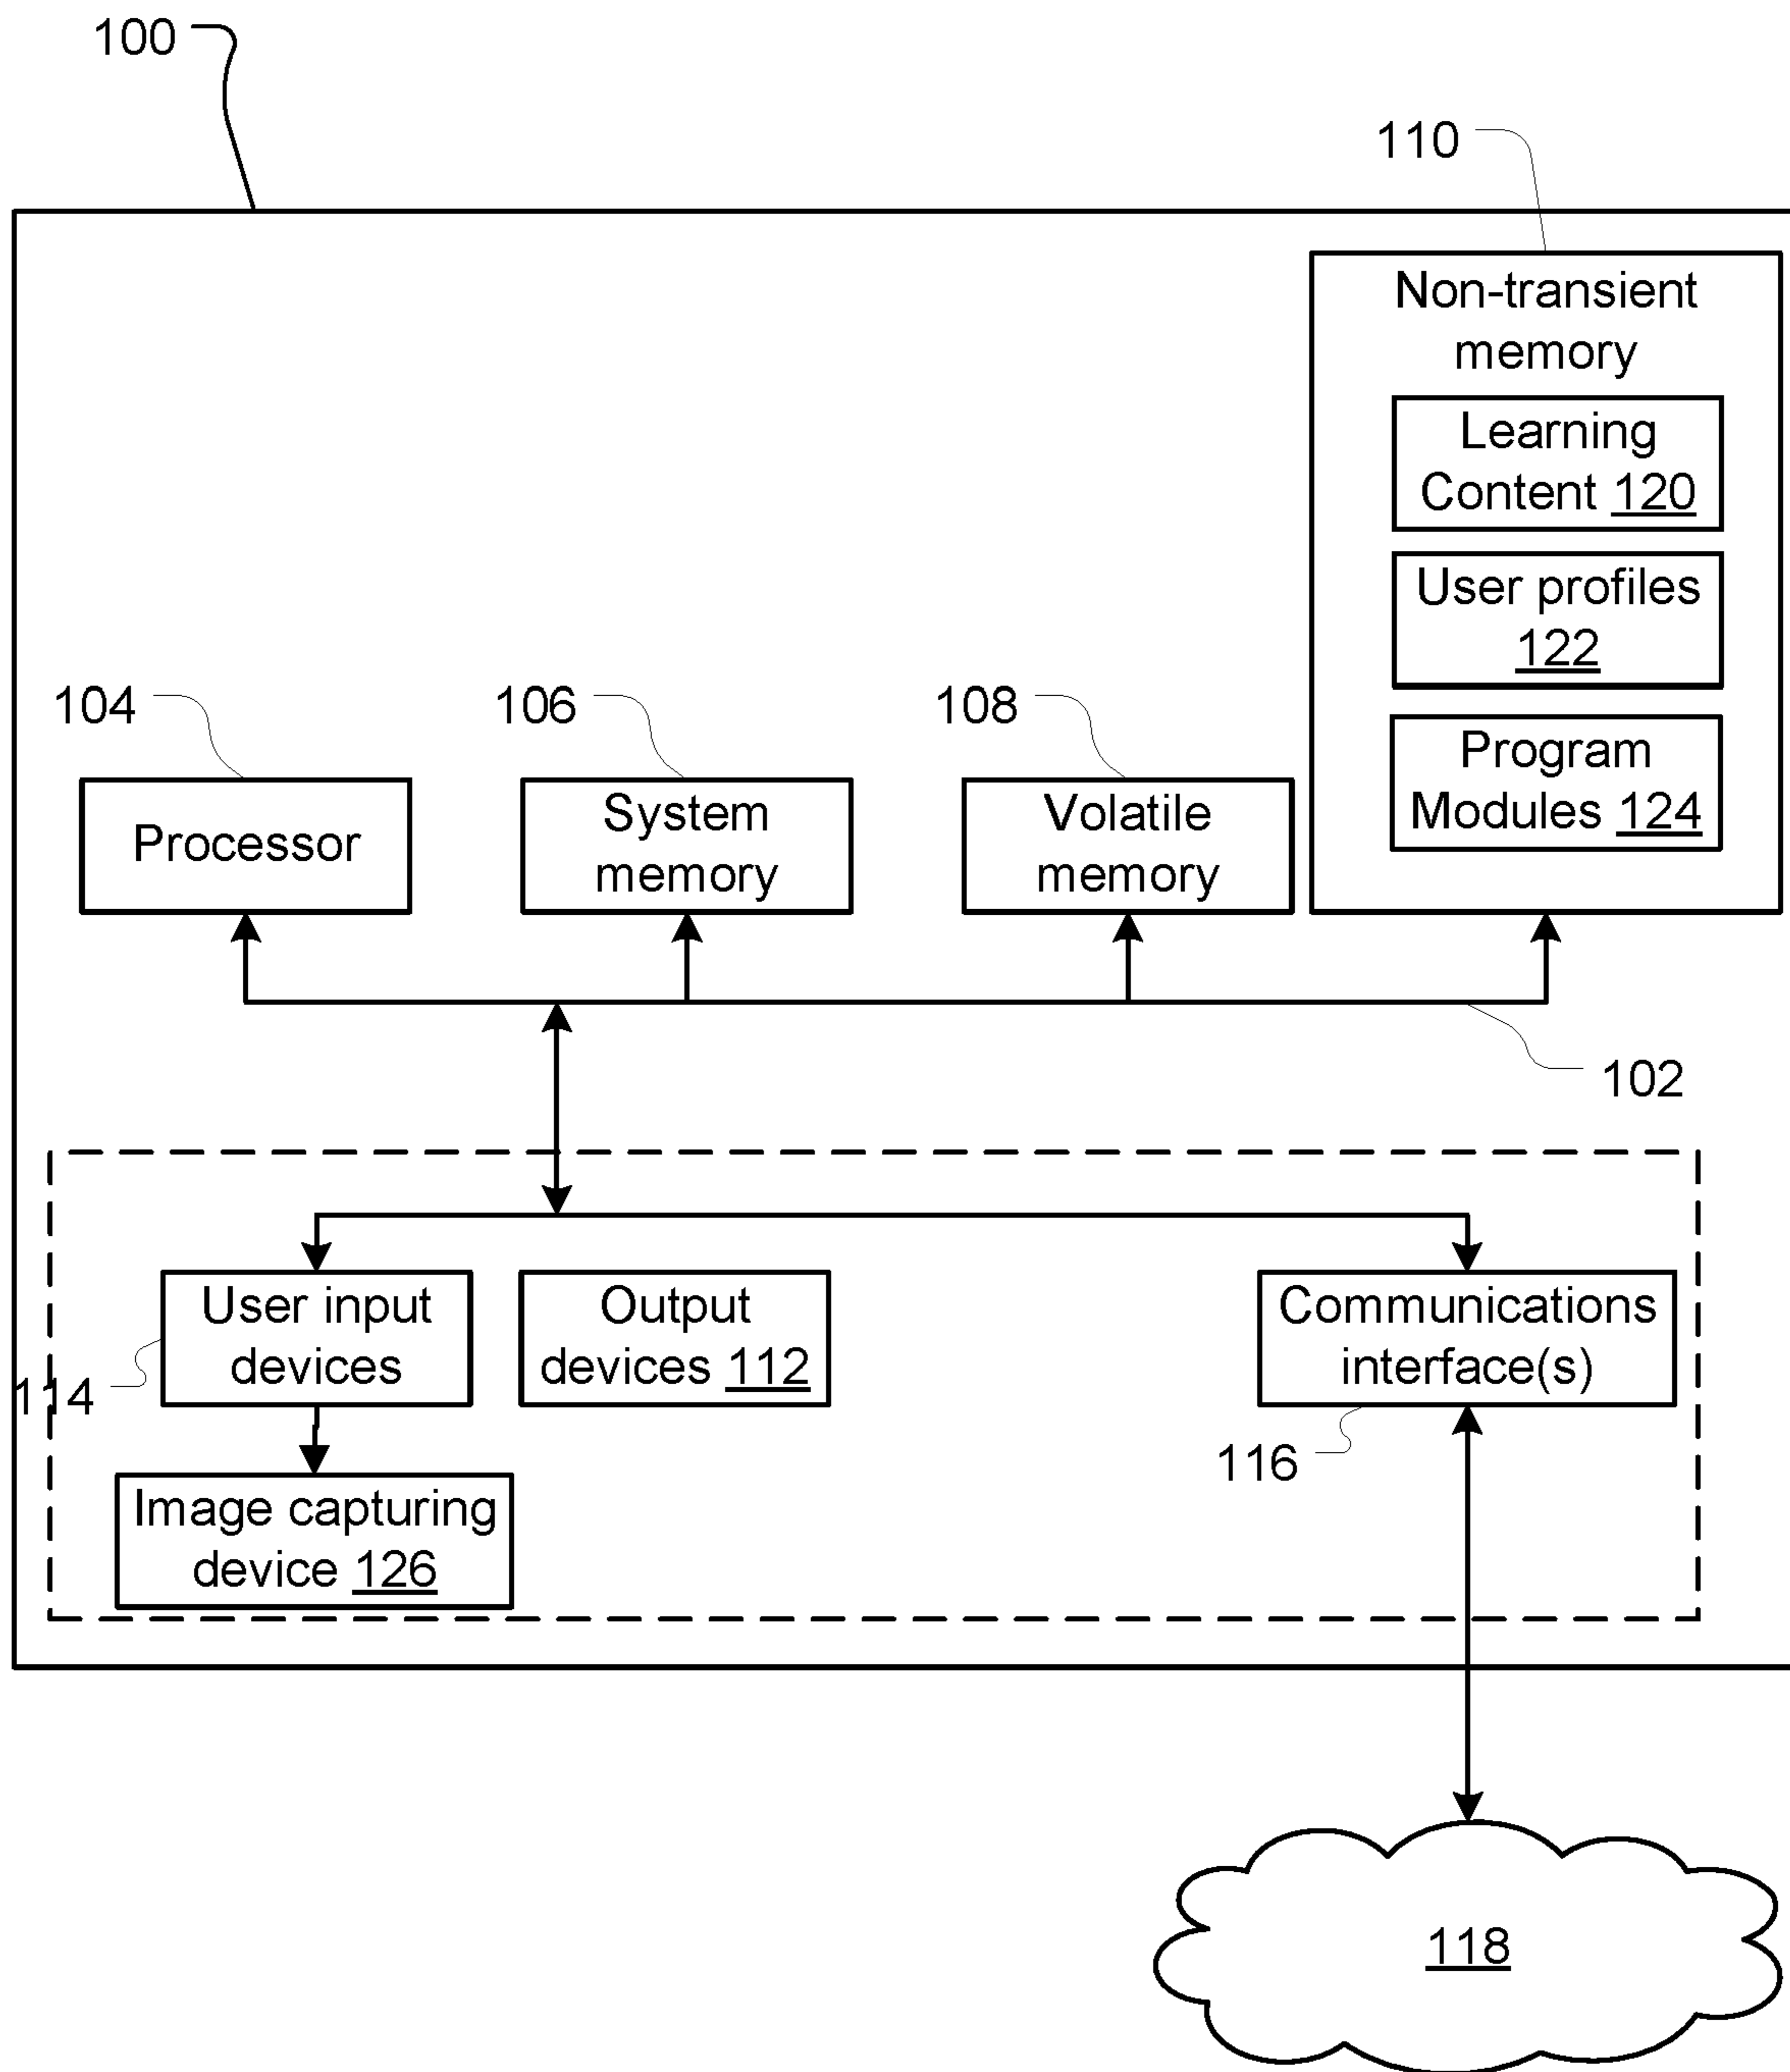 100
110
Non-transient
memory
Learning
Content 120
User profiles
122
Program
Modules 124
104
106
108
Processor
System
memory
Volatile
memory
102
User input
devices
Output
devices 112
Communications
interface(s)
114
116
Image capturing
device 126
118